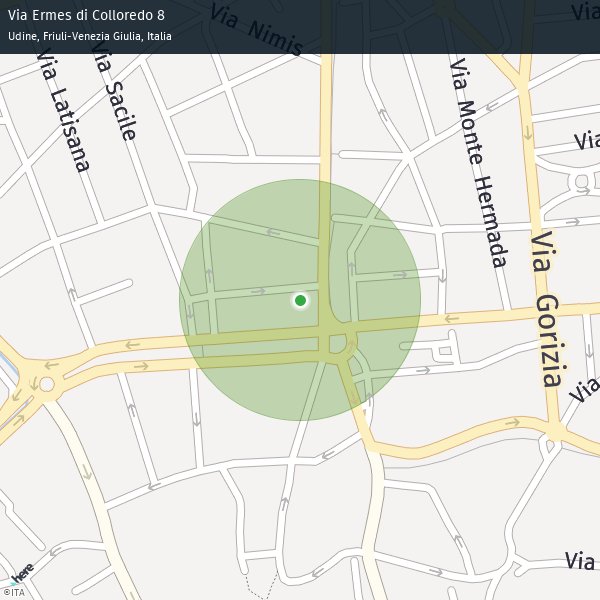 Via Ermes di Colloredo 8
Udine, Friuli-Venezia Giulia, Italia
Via Nimis
Via
Via Latisana
Via Sacile
Via Monte Hermada
Via
Via Gorizia
Via
Via
here
©ITA